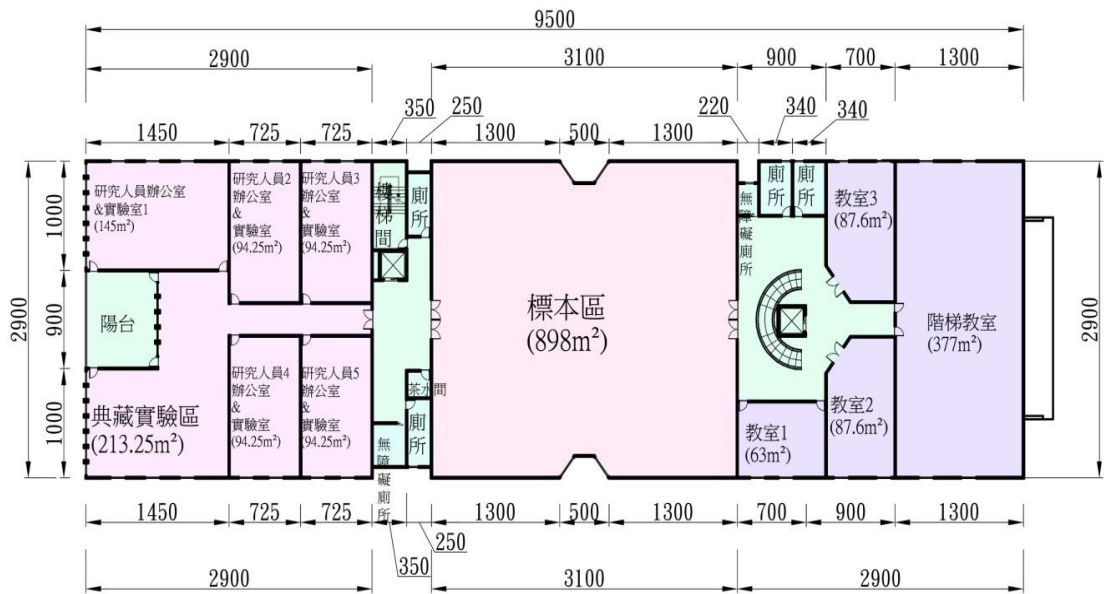 9500
2900
3100
900
700
1300
350
250
220
340
340
1450
725
725
1300
500
1300
2900
1000
900
1000
研究人員辦公室
&實驗室1
(145m²)
研究人員2
辦公室
&
實驗室
(94.25m²)
研究人員3
辦公室
&
實驗室
(94.25m²)
樓梯間
廁所
無障礙廁所
廁所
廁所
教室3
(87.6m²)
陽台
標本區
(898m²)
階梯教室
(377m²)
2900
典藏實驗區
(213.25m²)
研究人員4
辦公室
&
實驗室
(94.25m²)
研究人員5
辦公室
&
實驗室
(94.25m²)
茶水間
廁所
無障礙廁所
教室1
(63m²)
教室2
(87.6m²)
1450
725
725
1300
500
1300
700
900
1300
350
250
2900
3100
2900